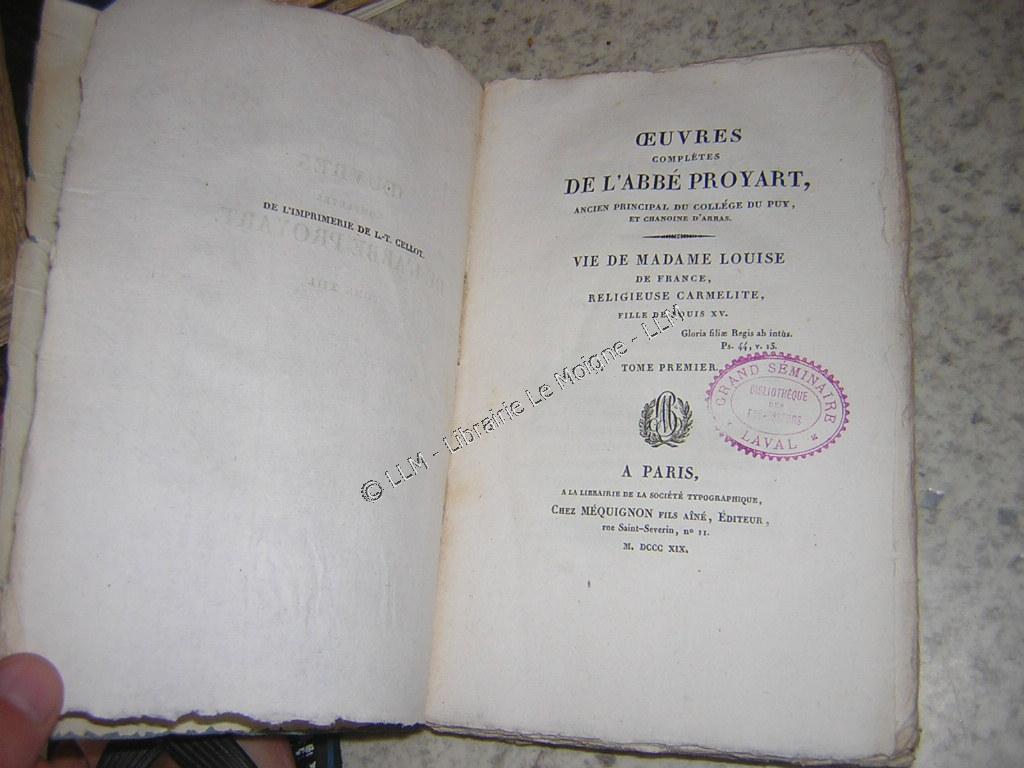 DE L'IMPRIMERIE DE L.-T. CELLOT.
ŒUVRES
COMPLÈTES
DE L'ABBÉ PROYART,
ANCIEN PRINCIPAL DU COLLÉGE DU PUY,
ET CHANOINE D'ARRAS.
VIE DE MADAME LOUISE
DE FRANCE,
RELIGIEUSE CARMELITE,
FILLE DE LOUIS XV.
Gloria filiæ Regis ab intùs.
Ps. 44, v. 15.
TOME PREMIER.
GRAND SEMINAIRE
BIBLIOTHÈQUE
DES
LAVAL
A PARIS,
A LA LIBRAIRIE DE LA SOCIÉTÉ TYPOGRAPHIQUE,
CHEZ MÉQUIGNON FILS AÎNÉ, ÉDITEUR,
rue Saint-Severin, nº 11.
M. DCCC XIX.
© LLM - Librairie Le Moigne - LLM